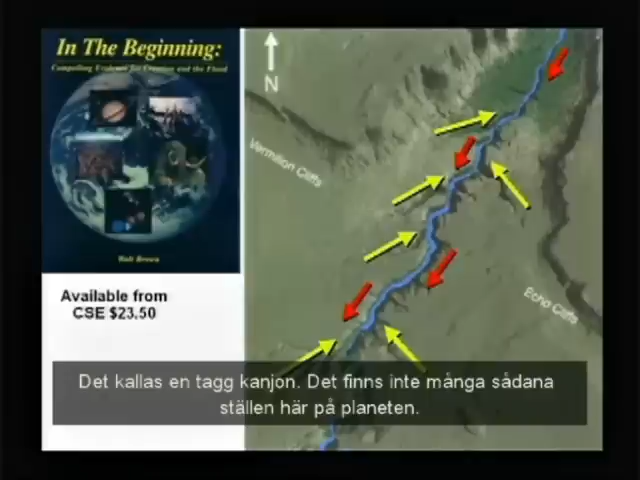 In The Beginning:
Compelling Evidence for Creation and the Flood
Walt Brown
Available from
CSE $23.50
N
Vermilion Cliffs
Echo Cliffs
Det kallas en tagg kanjon. Det finns inte många sådana
ställen här på planeten.